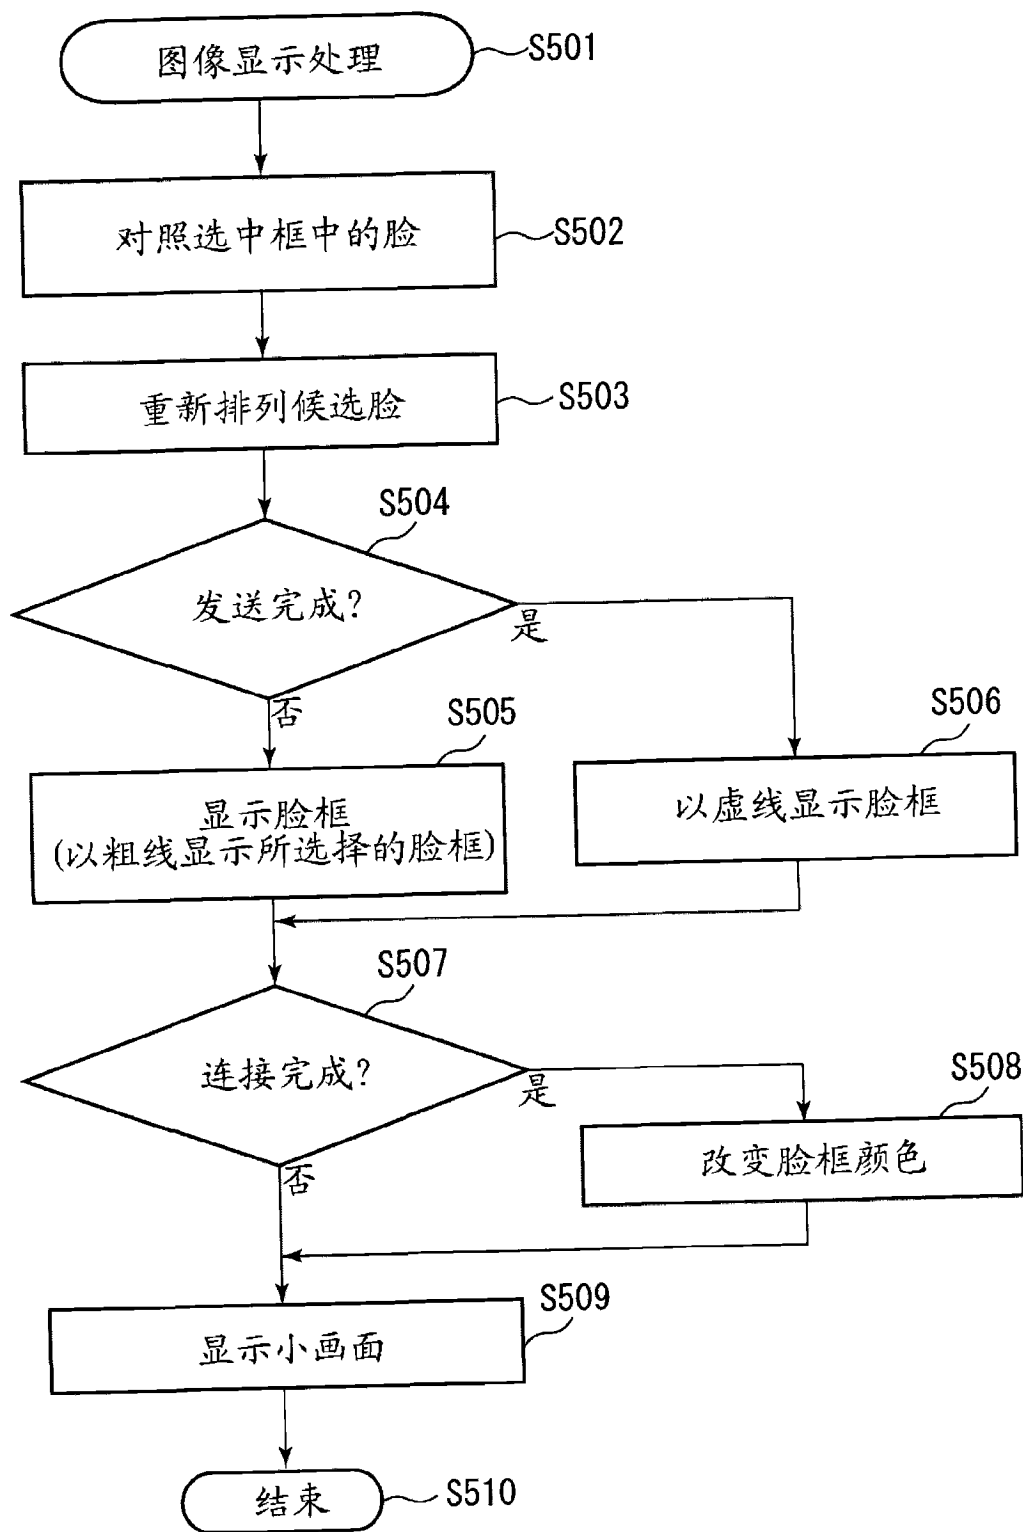 图像显示处理
S501
对照选中框中的脸
S502
重新排列候选脸
S503
S504
发送完成?
是
否
S505
显示脸框
(以粗线显示所选择的脸框)
S506
以虚线显示脸框
S507
连接完成?
是
否
S508
改变脸框颜色
S509
显示小画面
结束
S510